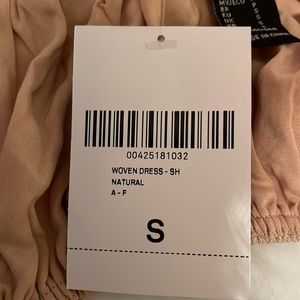 00425181032
WOVEN DRESS - SH
NATURAL
A - F
S